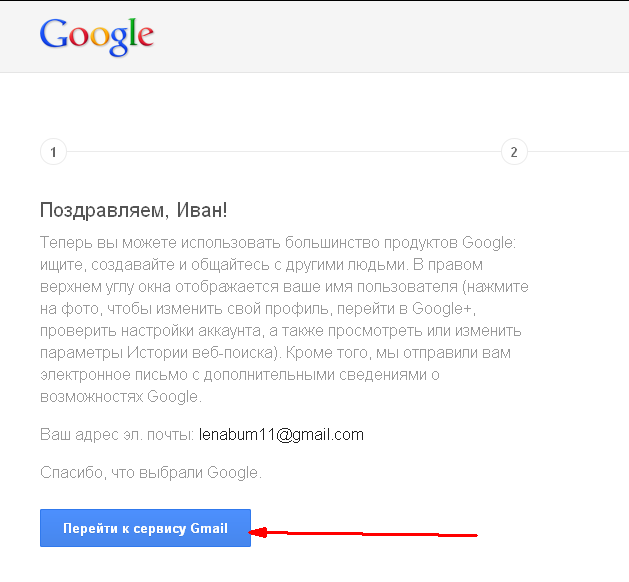 Google
1
2
Поздравляем, Иван!
Теперь вы можете использовать большинство продуктов Google:
ищите, создавайте и общайтесь с другими людьми. В правом
верхнем углу окна отображается ваше имя пользователя (нажмите
на фото, чтобы изменить свой профиль, перейти в Google+,
проверить настройки аккаунта, а также просмотреть или изменить
параметры Истории веб-поиска). Кроме того, мы отправили вам
электронное письмо с дополнительными сведениями о
возможностях Google.
Ваш адрес эл. почты: lenabum11@gmail.com
Спасибо, что выбрали Google.
Перейти к сервису Gmail